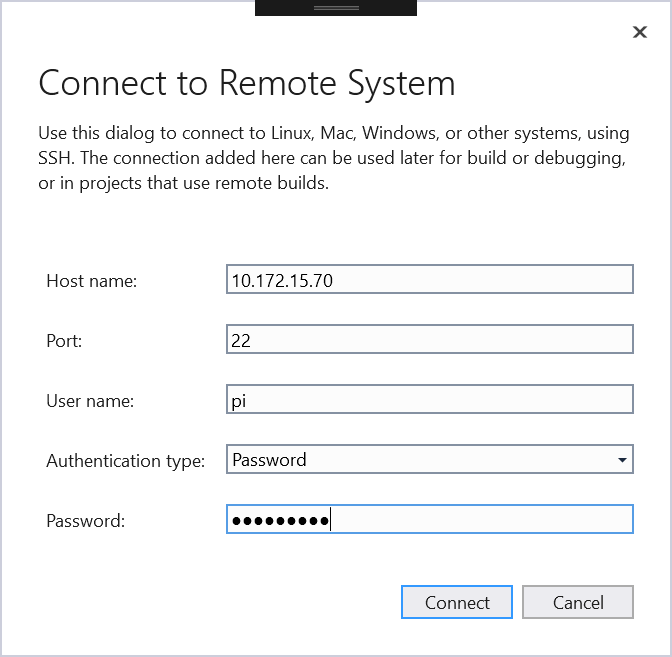 Connect to Remote System
Use this dialog to connect to Linux, Mac, Windows, or other systems, using
SSH. The connection added here can be used later for build or debugging,
or in projects that use remote builds.
Host name: 10.172.15.70
Port: 22
User name: pi
Authentication type: Password
Password: ●●●●●●●●●
Connect Cancel